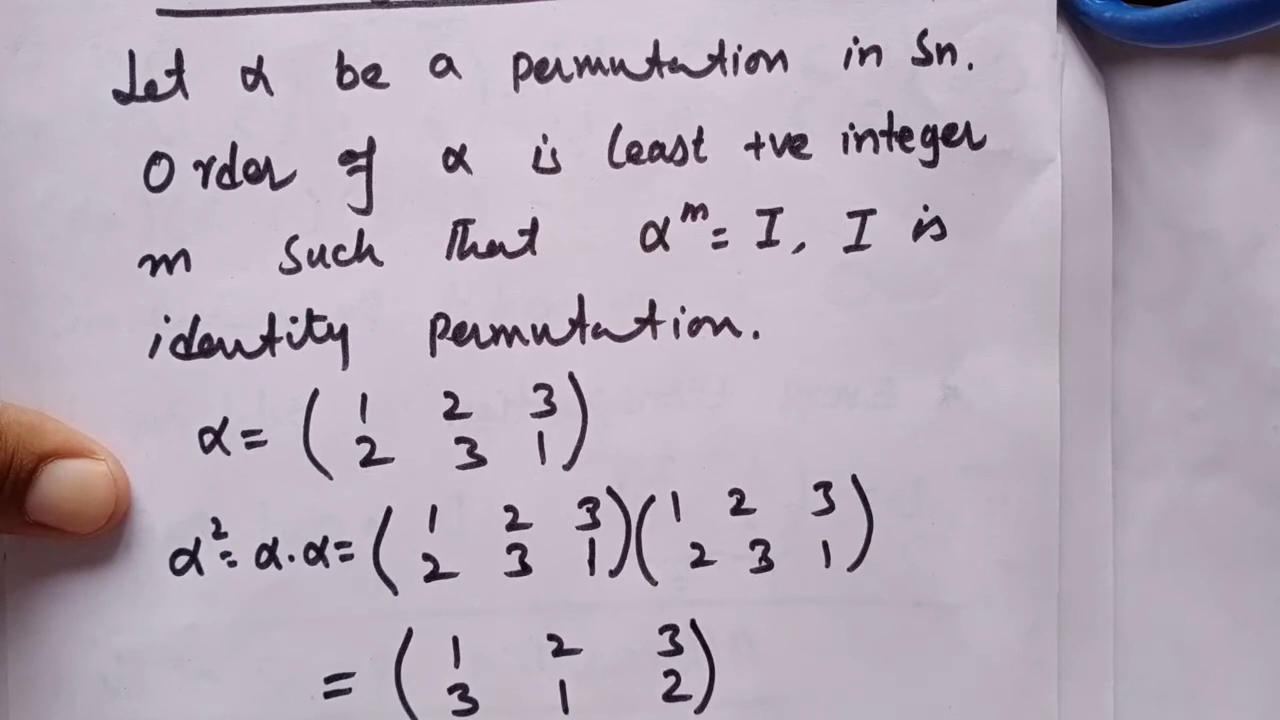 Let α be a permutation in Sn.
Order of α is least +ve integer
m such that α^m = I, I is
identity permutation.
α = ( 1 2 3
2 3 1 )
α² = α.α = ( 1 2 3 ) ( 1 2 3
2 3 1 ) ( 2 3 1 )
= ( 1 2 3
3 1 2 )